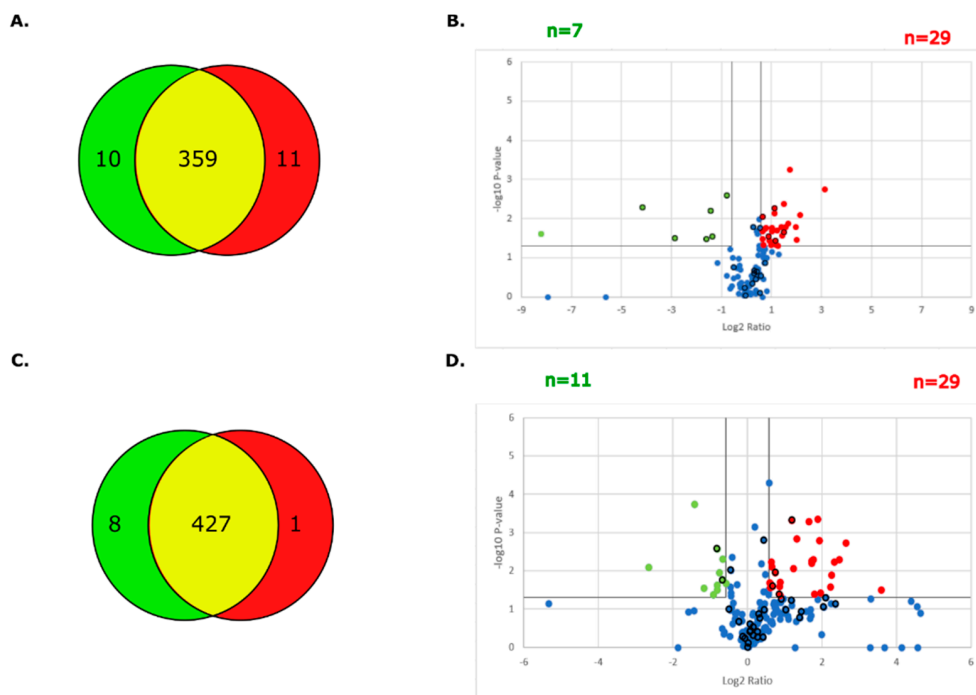 A.
10 359 11
B.
n=7 n=29
6
5
4
3
2
1
0
-log10 P-value
-9 -7 -5 -3 -1 1 3 5 7 9
Log2 Ratio
C.
8 427 1
D.
n=11 n=29
6
5
4
3
2
1
0
-log10 P-value
-6 -4 -2 0 2 4 6
Log2 Ratio